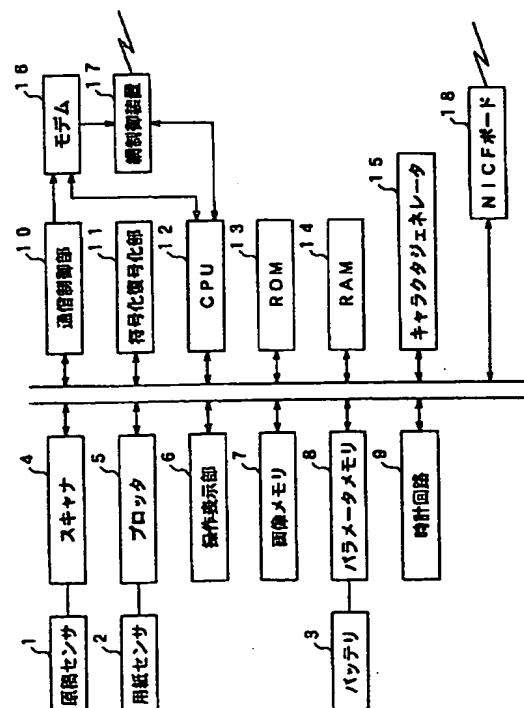 1
原稿センサ
2
用紙センサ
3
バッテリ
4
スキャナ
5
プロッタ
6
操作表示部
7
画像メモリ
8
パラメータメモリ
9
時計回路
10
通信制御部
11
符号化復号化部
12
CPU
13
ROM
14
RAM
15
キャラクタジェネレータ
16
モデム
17
網制御装置
18
NICFボード